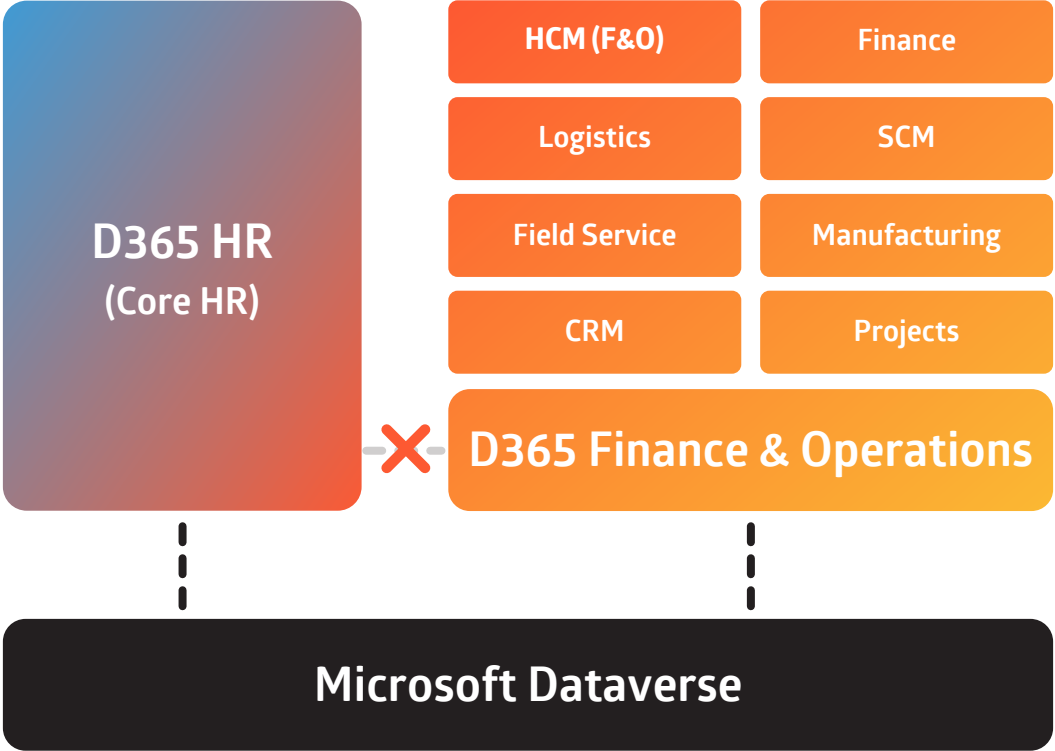 D365 HR
(Core HR)
HCM (F&O)
Finance
Logistics
SCM
Field Service
Manufacturing
CRM
Projects
D365 Finance & Operations
Microsoft Dataverse